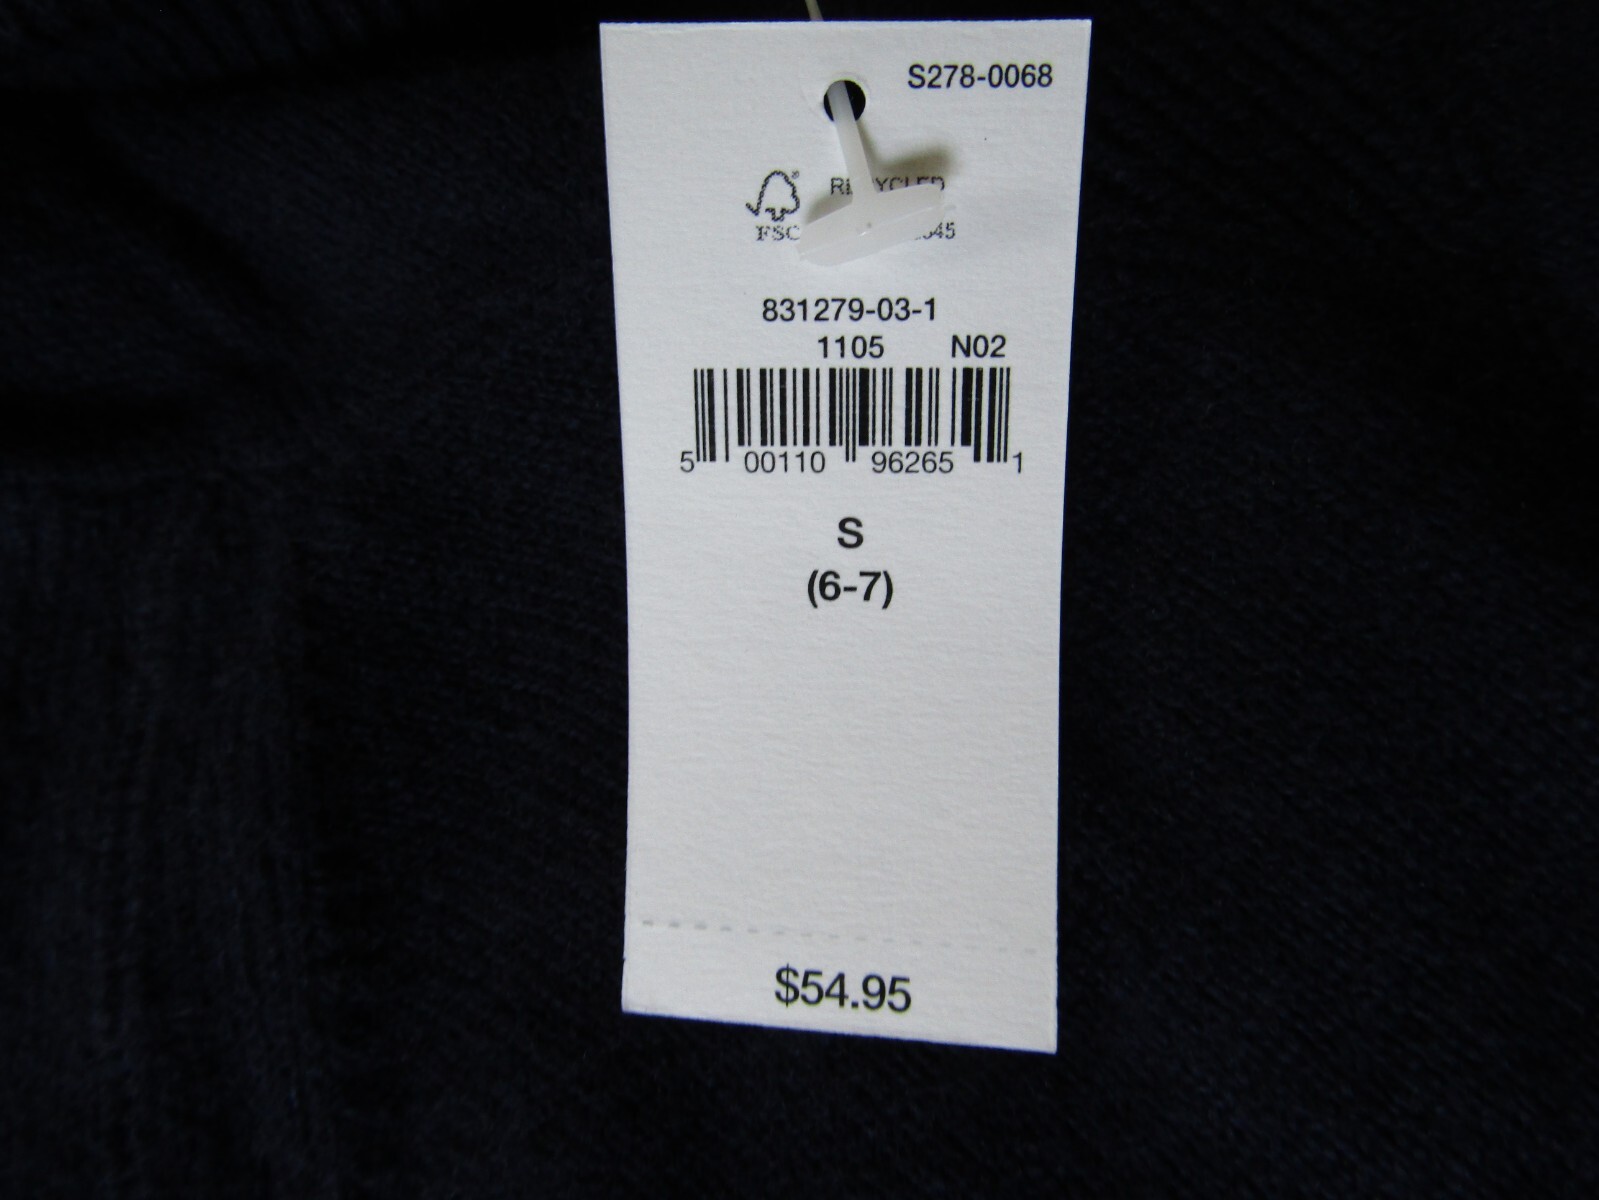 S278-0068
FSC
831279-03-1
1105 N02
5 00110 96265 1
S
(6-7)
$54.95